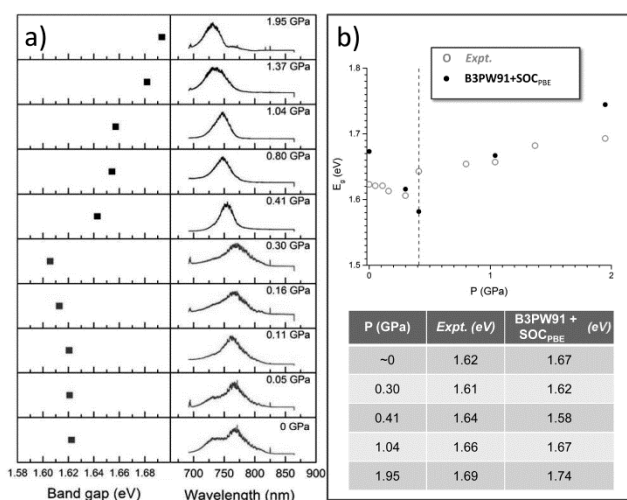 a)
1.95 GPa
1.37 GPa
1.04 GPa
0.80 GPa
0.41 GPa
0.30 GPa
0.16 GPa
0.11 GPa
0.05 GPa
0 GPa
1.58 1.60 1.62 1.64 1.66 1.68
700 750 800 850 900
Band gap (eV)
Wavelength (nm)
b)
Expt.
B3PW91+SOCPBE
1.8
1.7
1.6
1.5
Eg (eV)
0 1 2
P (GPa)
P (GPa) Expt. (eV) B3PW91 + SOCPBE (eV)
~0 1.62 1.67
0.30 1.61 1.62
0.41 1.64 1.58
1.04 1.66 1.67
1.95 1.69 1.74